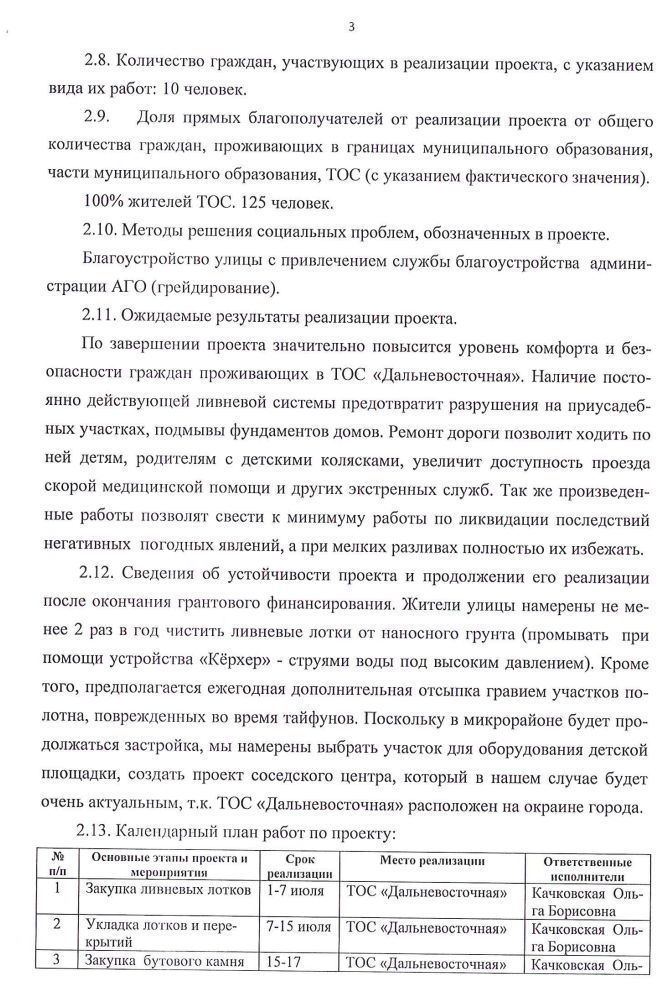 3
2.8. Количество граждан, участвующих в реализации проекта, с указанием
вида их работ: 10 человек.
2.9. Доля прямых благополучателей от реализации проекта от общего
количества граждан, проживающих в границах муниципального образования,
части муниципального образования, ТОС (с указанием фактического значения).
100% жителей ТОС. 125 человек.
2.10. Методы решения социальных проблем, обозначенных в проекте.
Благоустройство улицы с привлечением службы благоустройства админи-
страции АГО (грейдирование).
2.11. Ожидаемые результаты реализации проекта.
По завершении проекта значительно повысится уровень комфорта и без-
опасности граждан проживающих в ТОС «Дальневосточная». Наличие посто-
янно действующей ливневой системы предотвратит разрушения на приусадеб-
ных участках, подмывы фундаментов домов. Ремонт дороги позволит ходить по
ней детям, родителям с детскими колясками, увеличит доступность проезда
скорой медицинской помощи и других экстренных служб. Так же произведен-
ные работы позволят свести к минимуму работы по ликвидации последствий
негативных погодных явлений, а при мелких разливах полностью их избежать.
2.12. Сведения об устойчивости проекта и продолжении его реализации
после окончания грантового финансирования. Жители улицы намерены не ме-
нее 2 раз в год чистить ливневые лотки от наносного грунта (промывать при
помощи устройства «Кёрхер» - струями воды под высоким давлением). Кроме
того, предполагается ежегодная дополнительная отсыпка гравием участков по-
лотна, поврежденных во время тайфунов. Поскольку в микрорайоне будет про-
должаться застройка, мы намерены выбрать участок для оборудования детской
площадки, создать проект соседского центра, который в нашем случае будет
очень актуальным, т.к. ТОС «Дальневосточная» расположен на окраине города.
2.13. Календарный план работ по проекту:
№ п/п Основные этапы проекта и мероприятия Срок реализации Место реализации Ответственные исполнители
1 Закупка ливневых лотков 1-7 июля ТОС «Дальневосточная» Качковская Оль-
га Борисовна
2 Укладка лотков и пере- 7-15 июля ТОС «Дальневосточная» Качковская Оль-
крытий га Борисовна
3 Закупка бутового камня 15-17 ТОС «Дальневосточная» Качковская Оль-